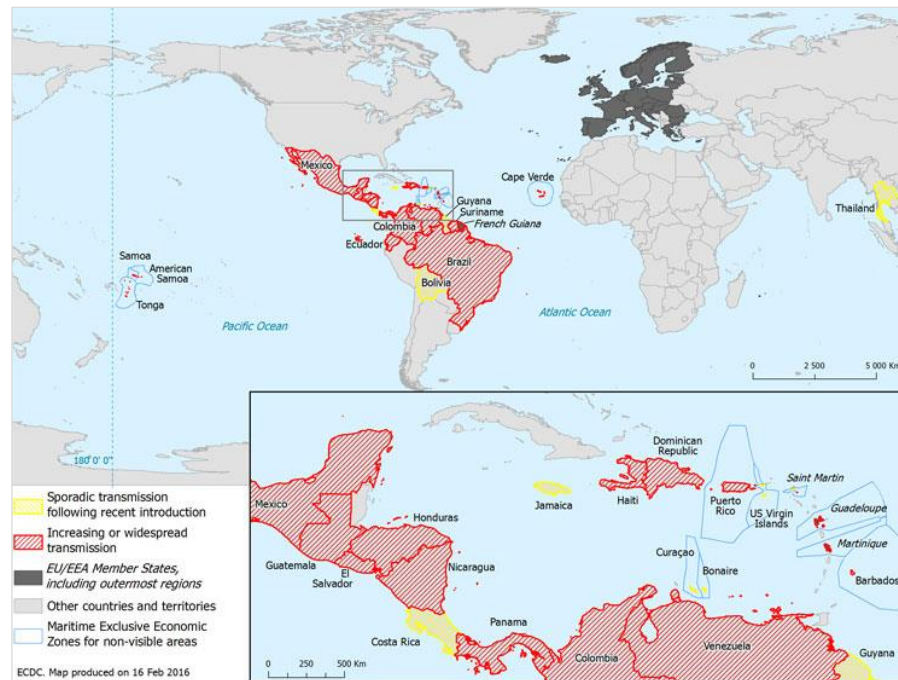 Mexico
Cape Verde
Guyana
Suriname
French Guiana
Thailand
Colombia
Ecuador
Brazil
Samoa
American
Samoa
Bolivia
Tonga
Pacific Ocean
Atlantic Ocean
0 2 500 5 000 Km
180°0' 0"
Sporadic transmission
following recent introduction
Increasing or widespread
transmission
EU/EEA Member States,
including outermost regions
Other countries and territories
Maritime Exclusive Economic
Zones for non-visible areas
ECDC. Map produced on 16 Feb 2016
Dominican
Republic
Mexico
Jamaica
Haiti
Puerto
Rico
US Virgin
Islands
Saint Martin
Guadeloupe
Honduras
Martinique
Guatemala
El
Salvador
Nicaragua
Curaçao
Bonaire
Barbados
Costa Rica
Panama
Colombia
Venezuela
Guyana
0 250 500 Km